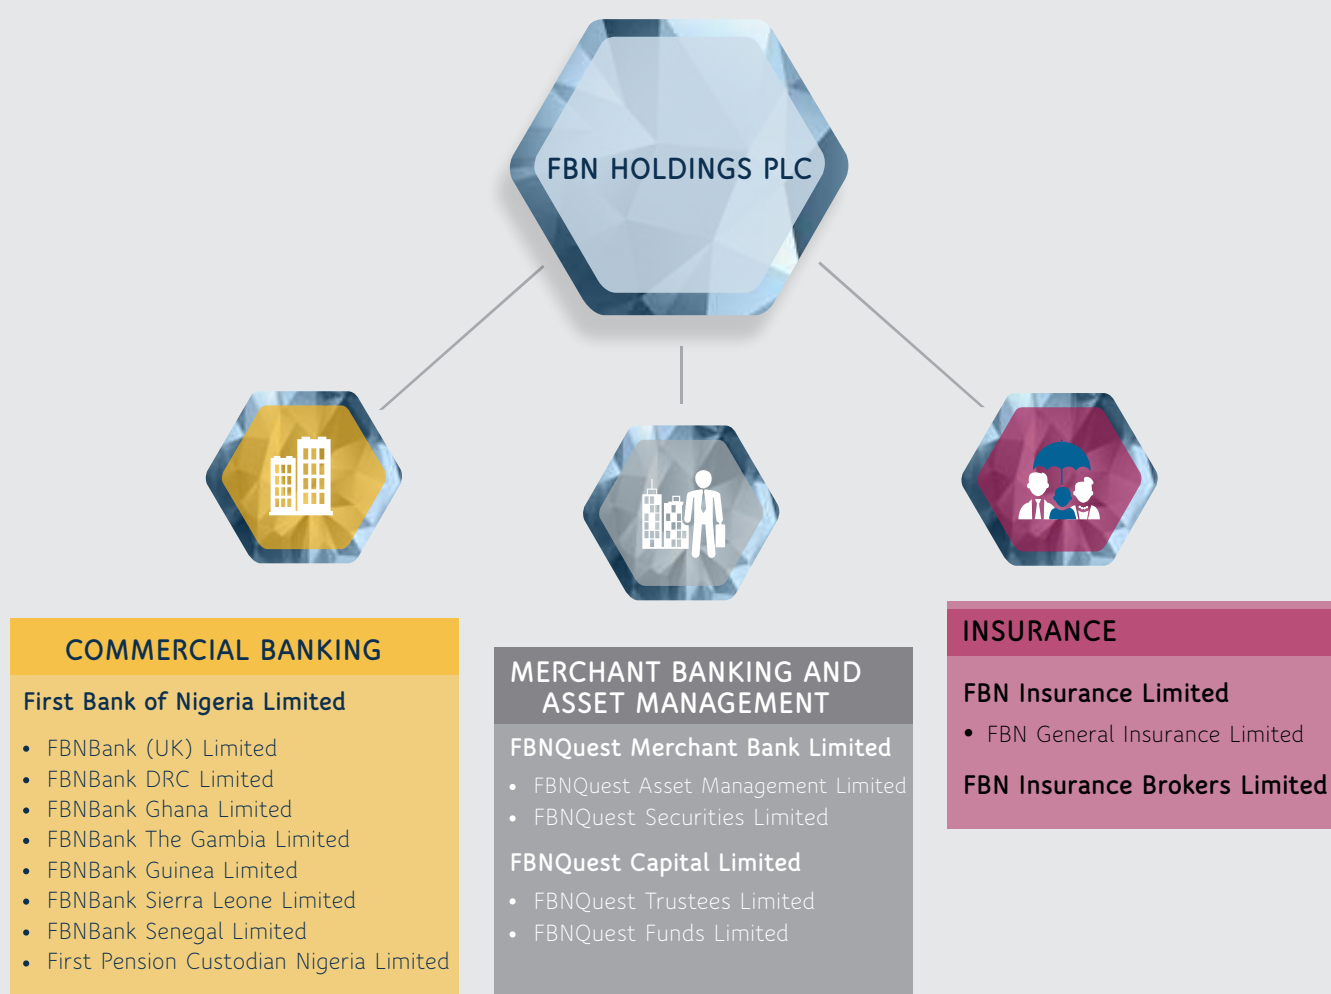 FBN HOLDINGS PLC
COMMERCIAL BANKING
First Bank of Nigeria Limited
• FBNBank (UK) Limited
• FBNBank DRC Limited
• FBNBank Ghana Limited
• FBNBank The Gambia Limited
• FBNBank Guinea Limited
• FBNBank Sierra Leone Limited
• FBNBank Senegal Limited
• First Pension Custodian Nigeria Limited
MERCHANT BANKING AND
ASSET MANAGEMENT
FBNQuest Merchant Bank Limited
• FBNQuest Asset Management Limited
• FBNQuest Securities Limited
FBNQuest Capital Limited
• FBNQuest Trustees Limited
• FBNQuest Funds Limited
INSURANCE
FBN Insurance Limited
• FBN General Insurance Limited
FBN Insurance Brokers Limited